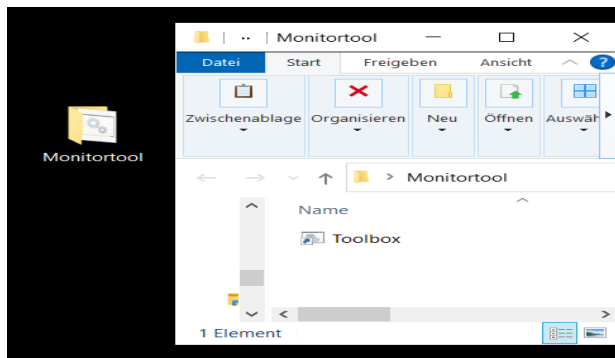 Monitortool
Monitortool
Datei Start Freigeben Ansicht ?
Zwischenablage Organisieren Neu Öffnen Auswäh
> Monitortool
Name
Toolbox
1 Element